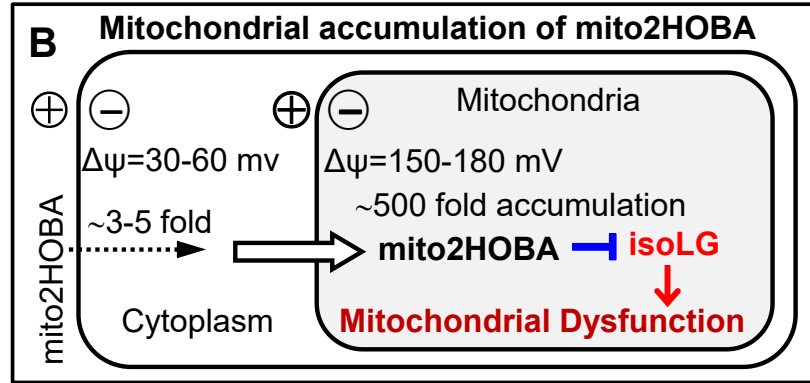 B
Mitochondrial accumulation of mito2HOBA
⊕ ⊖ ⊕ ⊖ Mitochondria
Δψ=30-60 mv
Δψ=150-180 mV
~3-5 fold
~500 fold accumulation
mito2HOBA
mito2HOBA
isoLG
Cytoplasm
Mitochondrial Dysfunction